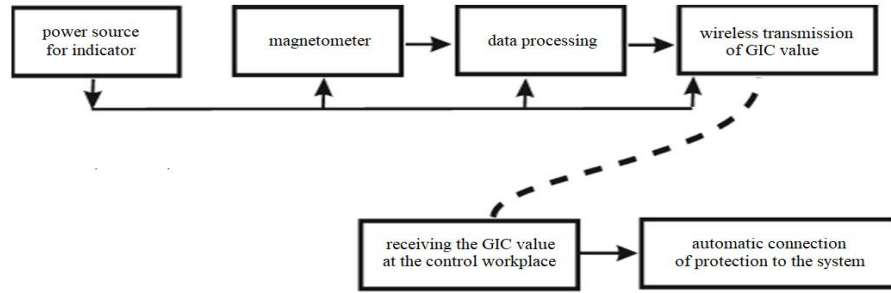 power source
for indicator
magnetometer
data processing
wireless transmission
of GIC value
receiving the GIC value
at the control workplace
automatic connection
of protection to the system